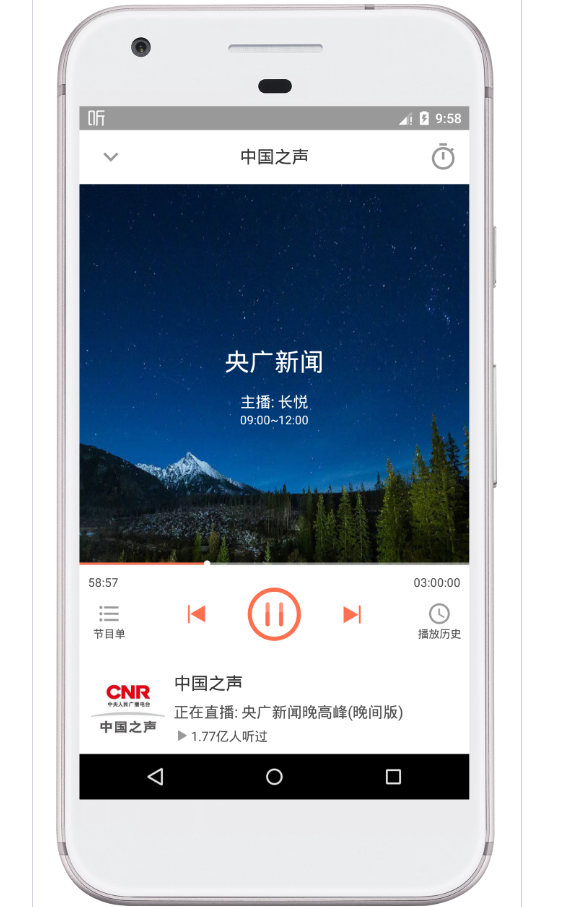 听
9:58
中国之声
央广新闻
主播: 长悦
09:00~12:00
58:57
03:00:00
节目单
播放历史
CNR
中央人民广播电台
中国之声
中国之声
正在直播: 央广新闻晚高峰(晚间版)
1.77亿人听过